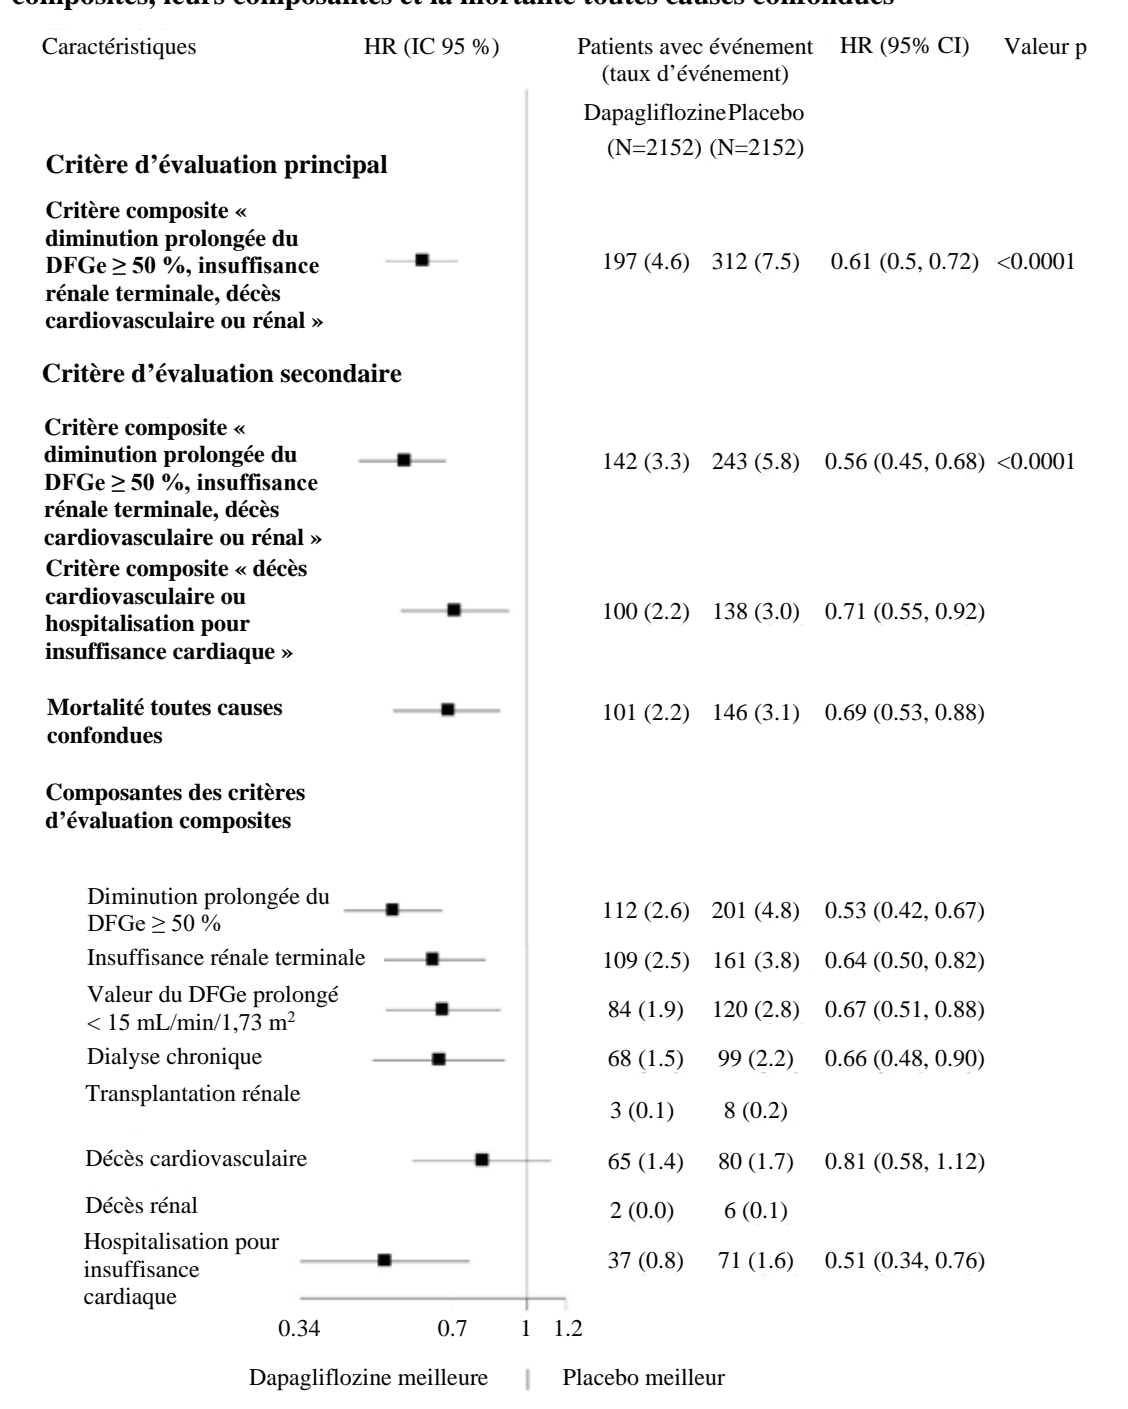 composites, leurs composantes et la mortalité toutes causes confondues
Caractéristiques HR (IC 95 %) Patients avec événement HR (95% CI) Valeur p
(taux d’événement)
Dapagliflozine Placebo
(N=2152) (N=2152)
Critère d’évaluation principal
Critère composite «
diminution prolongée du
DFGe ≥ 50 %, insuffisance 197 (4.6) 312 (7.5) 0.61 (0.5, 0.72) <0.0001
rénale terminale, décès
cardiovasculaire ou rénal »
Critère d’évaluation secondaire
Critère composite «
diminution prolongée du 142 (3.3) 243 (5.8) 0.56 (0.45, 0.68) <0.0001
DFGe ≥ 50 %, insuffisance
rénale terminale, décès
cardiovasculaire ou rénal »
Critère composite « décès
cardiovasculaire ou 100 (2.2) 138 (3.0) 0.71 (0.55, 0.92)
hospitalisation pour
insuffisance cardiaque »
Mortalité toutes causes 101 (2.2) 146 (3.1) 0.69 (0.53, 0.88)
confondues
Composantes des critères
d’évaluation composites
Diminution prolongée du 112 (2.6) 201 (4.8) 0.53 (0.42, 0.67)
DFGe ≥ 50 %
Insuffisance rénale terminale 109 (2.5) 161 (3.8) 0.64 (0.50, 0.82)
Valeur du DFGe prolongé 84 (1.9) 120 (2.8) 0.67 (0.51, 0.88)
< 15 mL/min/1,73 m²
Dialyse chronique 68 (1.5) 99 (2.2) 0.66 (0.48, 0.90)
Transplantation rénale 3 (0.1) 8 (0.2)
Décès cardiovasculaire 65 (1.4) 80 (1.7) 0.81 (0.58, 1.12)
Décès rénal 2 (0.0) 6 (0.1)
Hospitalisation pour 37 (0.8) 71 (1.6) 0.51 (0.34, 0.76)
insuffisance
cardiaque
0.34 0.7 1 1.2
Dapagliflozine meilleure | Placebo meilleur